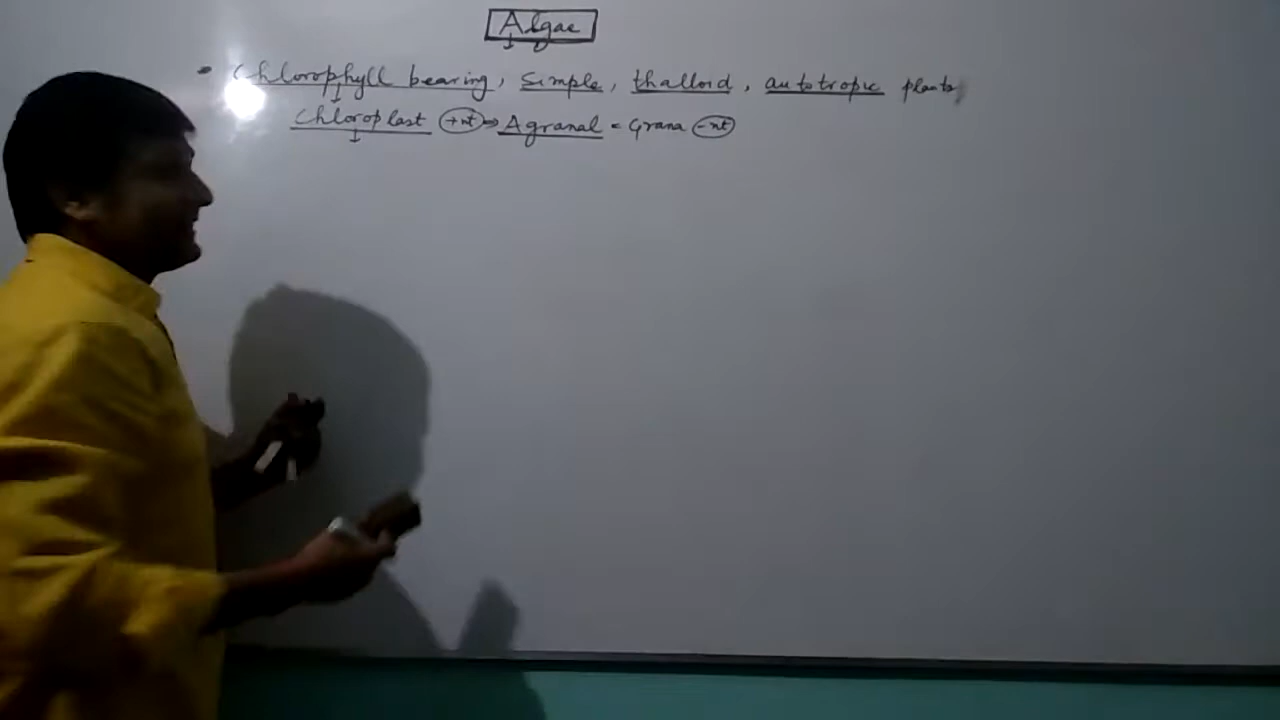 Algae
• Chlorophyll bearing, simple, thalloid, autotropic plants,
Chloroplast +nt ⇒ Agranal = Grana -nt